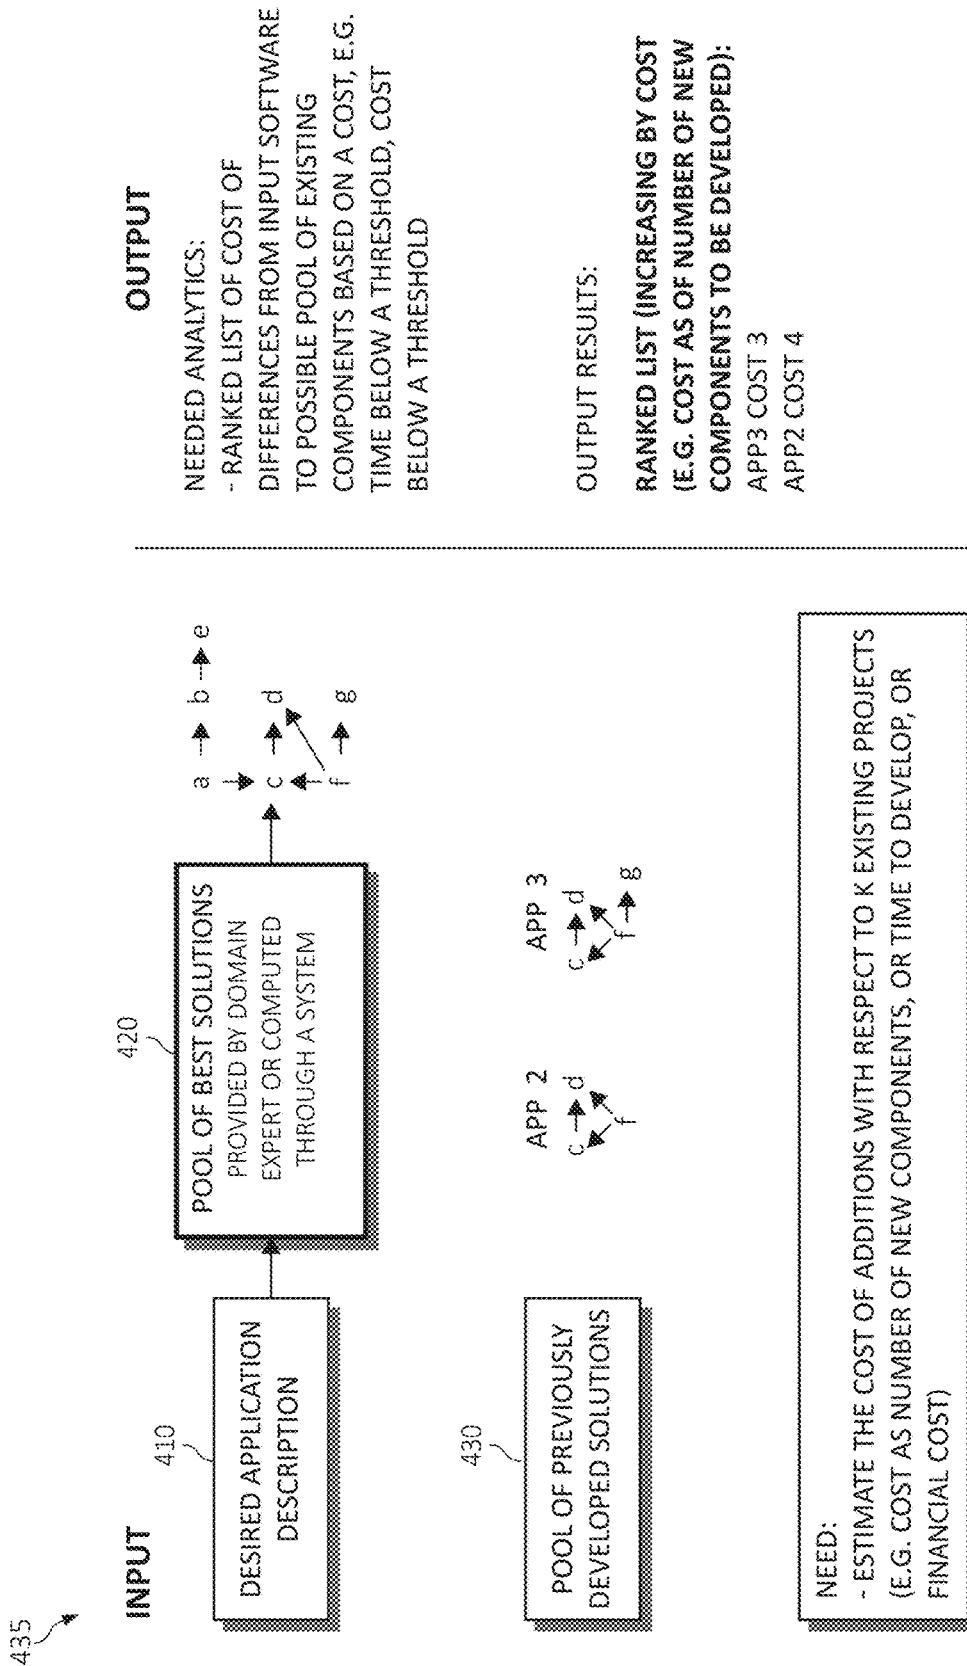 435
INPUT
OUTPUT
410
DESIRED APPLICATION
DESCRIPTION
420
POOL OF BEST SOLUTIONS
PROVIDED BY DOMAIN
EXPERT OR COMPUTED
THROUGH A SYSTEM
a b e
c d
f g
430
POOL OF PREVIOUSLY
DEVELOPED SOLUTIONS
APP 2
c d
f
APP 3
c d
f g
NEED:
- ESTIMATE THE COST OF ADDITIONS WITH RESPECT TO K EXISTING PROJECTS
(E.G. COST AS NUMBER OF NEW COMPONENTS, OR TIME TO DEVELOP, OR
FINANCIAL COST)
NEEDED ANALYTICS:
- RANKED LIST OF COST OF
DIFFERENCES FROM INPUT SOFTWARE
TO POSSIBLE POOL OF EXISTING
COMPONENTS BASED ON A COST, E.G.
TIME BELOW A THRESHOLD, COST
BELOW A THRESHOLD
OUTPUT RESULTS:
RANKED LIST (INCREASING BY COST
(E.G. COST AS OF NUMBER OF NEW
COMPONENTS TO BE DEVELOPED):
APP3 COST 3
APP2 COST 4